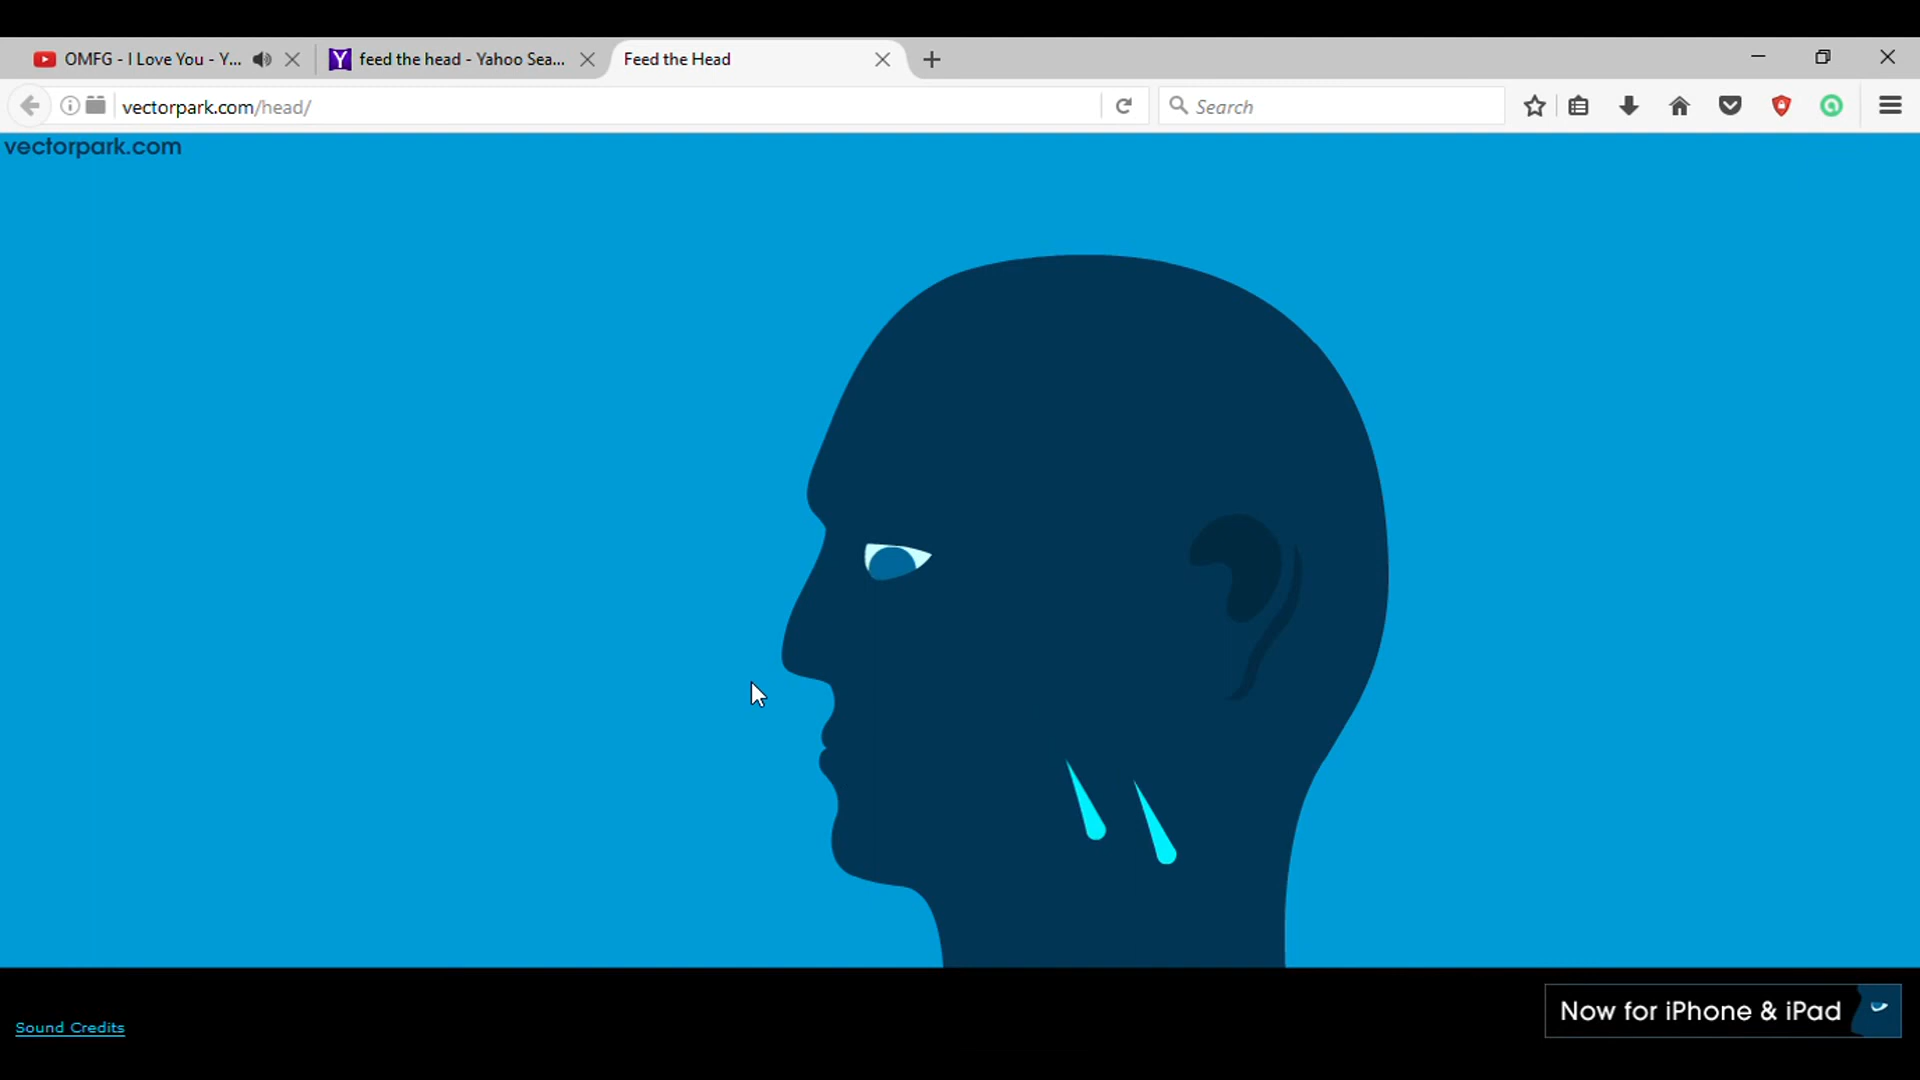 OMFG - I Love You - Y...
Y feed the head - Yahoo Sea...
Feed the Head
vectorpark.com/head/
Search
vectorpark.com
Sound Credits
Now for iPhone & iPad